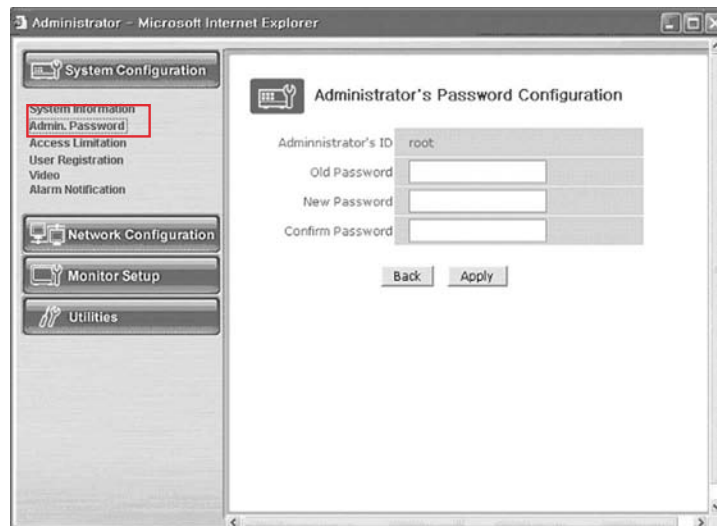 Administrator - Microsoft Internet Explorer
System Configuration
System Information
Admin. Password
Access Limitation
User Registration
Video
Alarm Notification
Network Configuration
Monitor Setup
Utilities
Administrator's Password Configuration
Adminnistrator's ID root
Old Password
New Password
Confirm Password
Back Apply